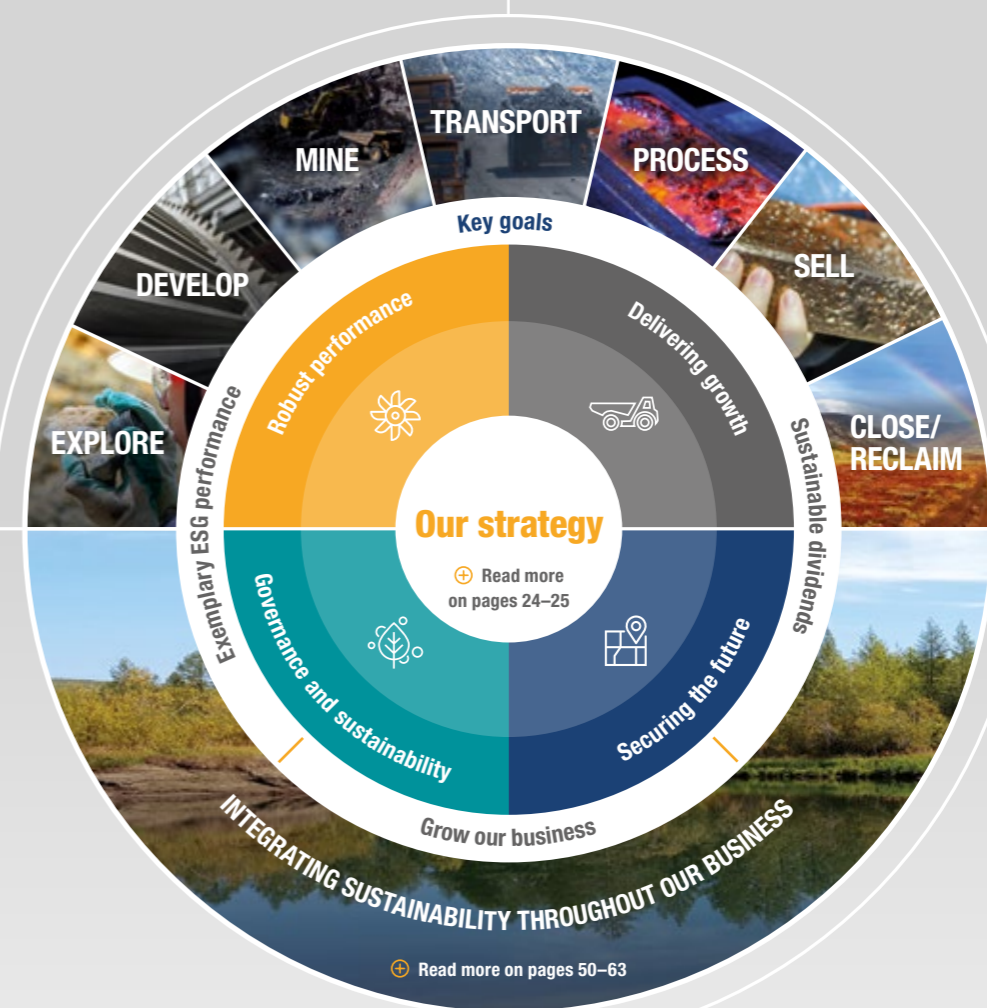 EXPLORE
DEVELOP
MINE
TRANSPORT
PROCESS
SELL
CLOSE/
RECLAIM
Key goals
Exemplary ESG performance
Sustainable dividends
Grow our business
Robust performance
Delivering growth
Governance and sustainability
Securing the future
Our strategy
Read more
on pages 24–25
INTEGRATING SUSTAINABILITY THROUGHOUT OUR BUSINESS
Read more on pages 50–63